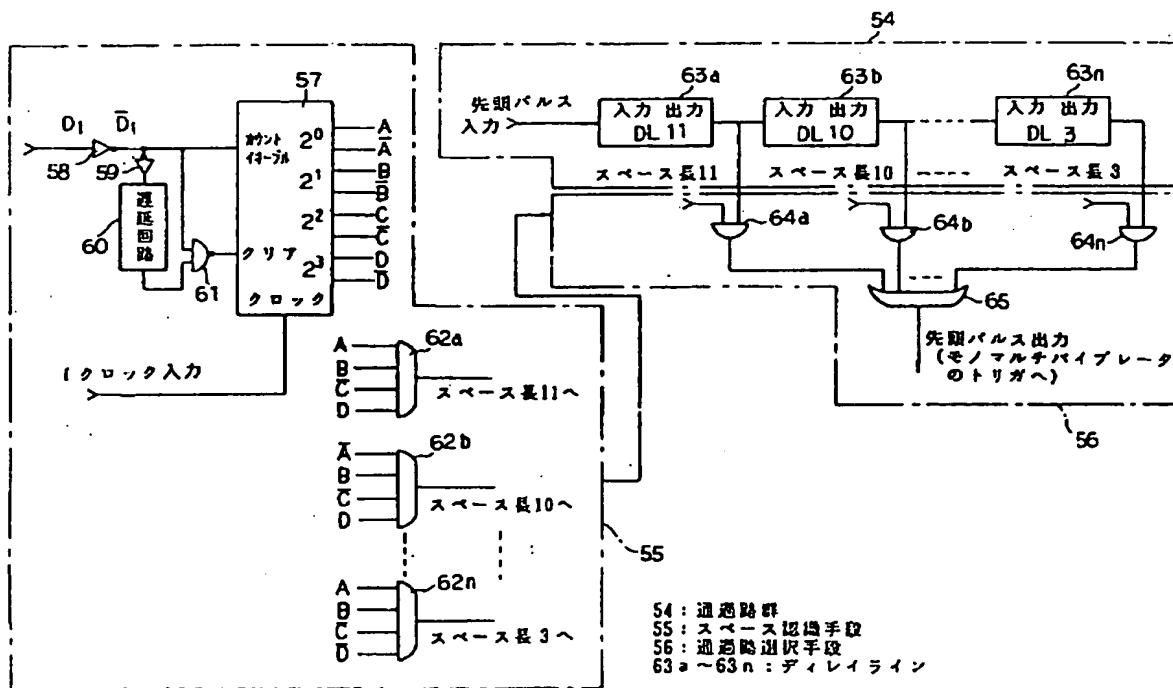 54
63a
63b
63n
先頭パルス
入力
入力 出力
DL 11
入力 出力
DL 10
入力 出力
DL 3
スペース長11
スペース長10
スペース長 3
64a
64b
64n
65
先頭パルス出力
(モノマルチバイブレータ
のトリガへ)
56
57
D1
D̅1
58
59
遅延回路
60
61
カウント
イネーブル
2⁰
2¹
2²
2³
クリア
クロック
A
A̅
B
B̅
C
C̅
D
D̅
1クロック入力
62a
A
B
C̅
D
スペース長11へ
62b
A̅
B
C̅
D
スペース長10へ
62n
A
B
C̅
D̅
スペース長 3へ
55
54 : 通過路群
55 : スペース認識手段
56 : 通過路選択手段
63a〜63n : ディレイライン